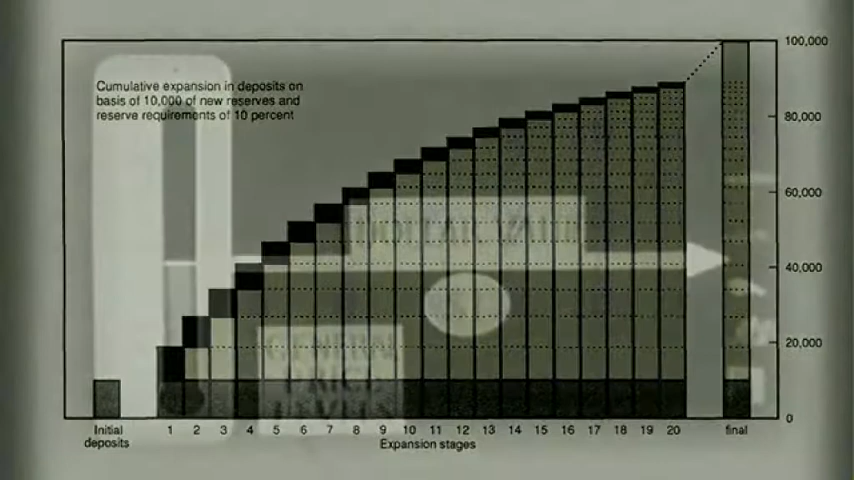 100,000
Cumulative expansion in deposits on
basis of 10,000 of new reserves and
reserve requirements of 10 percent
80,000
60,000
40,000
20,000
0
Initial
deposits
1 2 3 4 5 6 7 8 9 10 11 12 13 14 15 16 17 18 19 20
final
Expansion stages